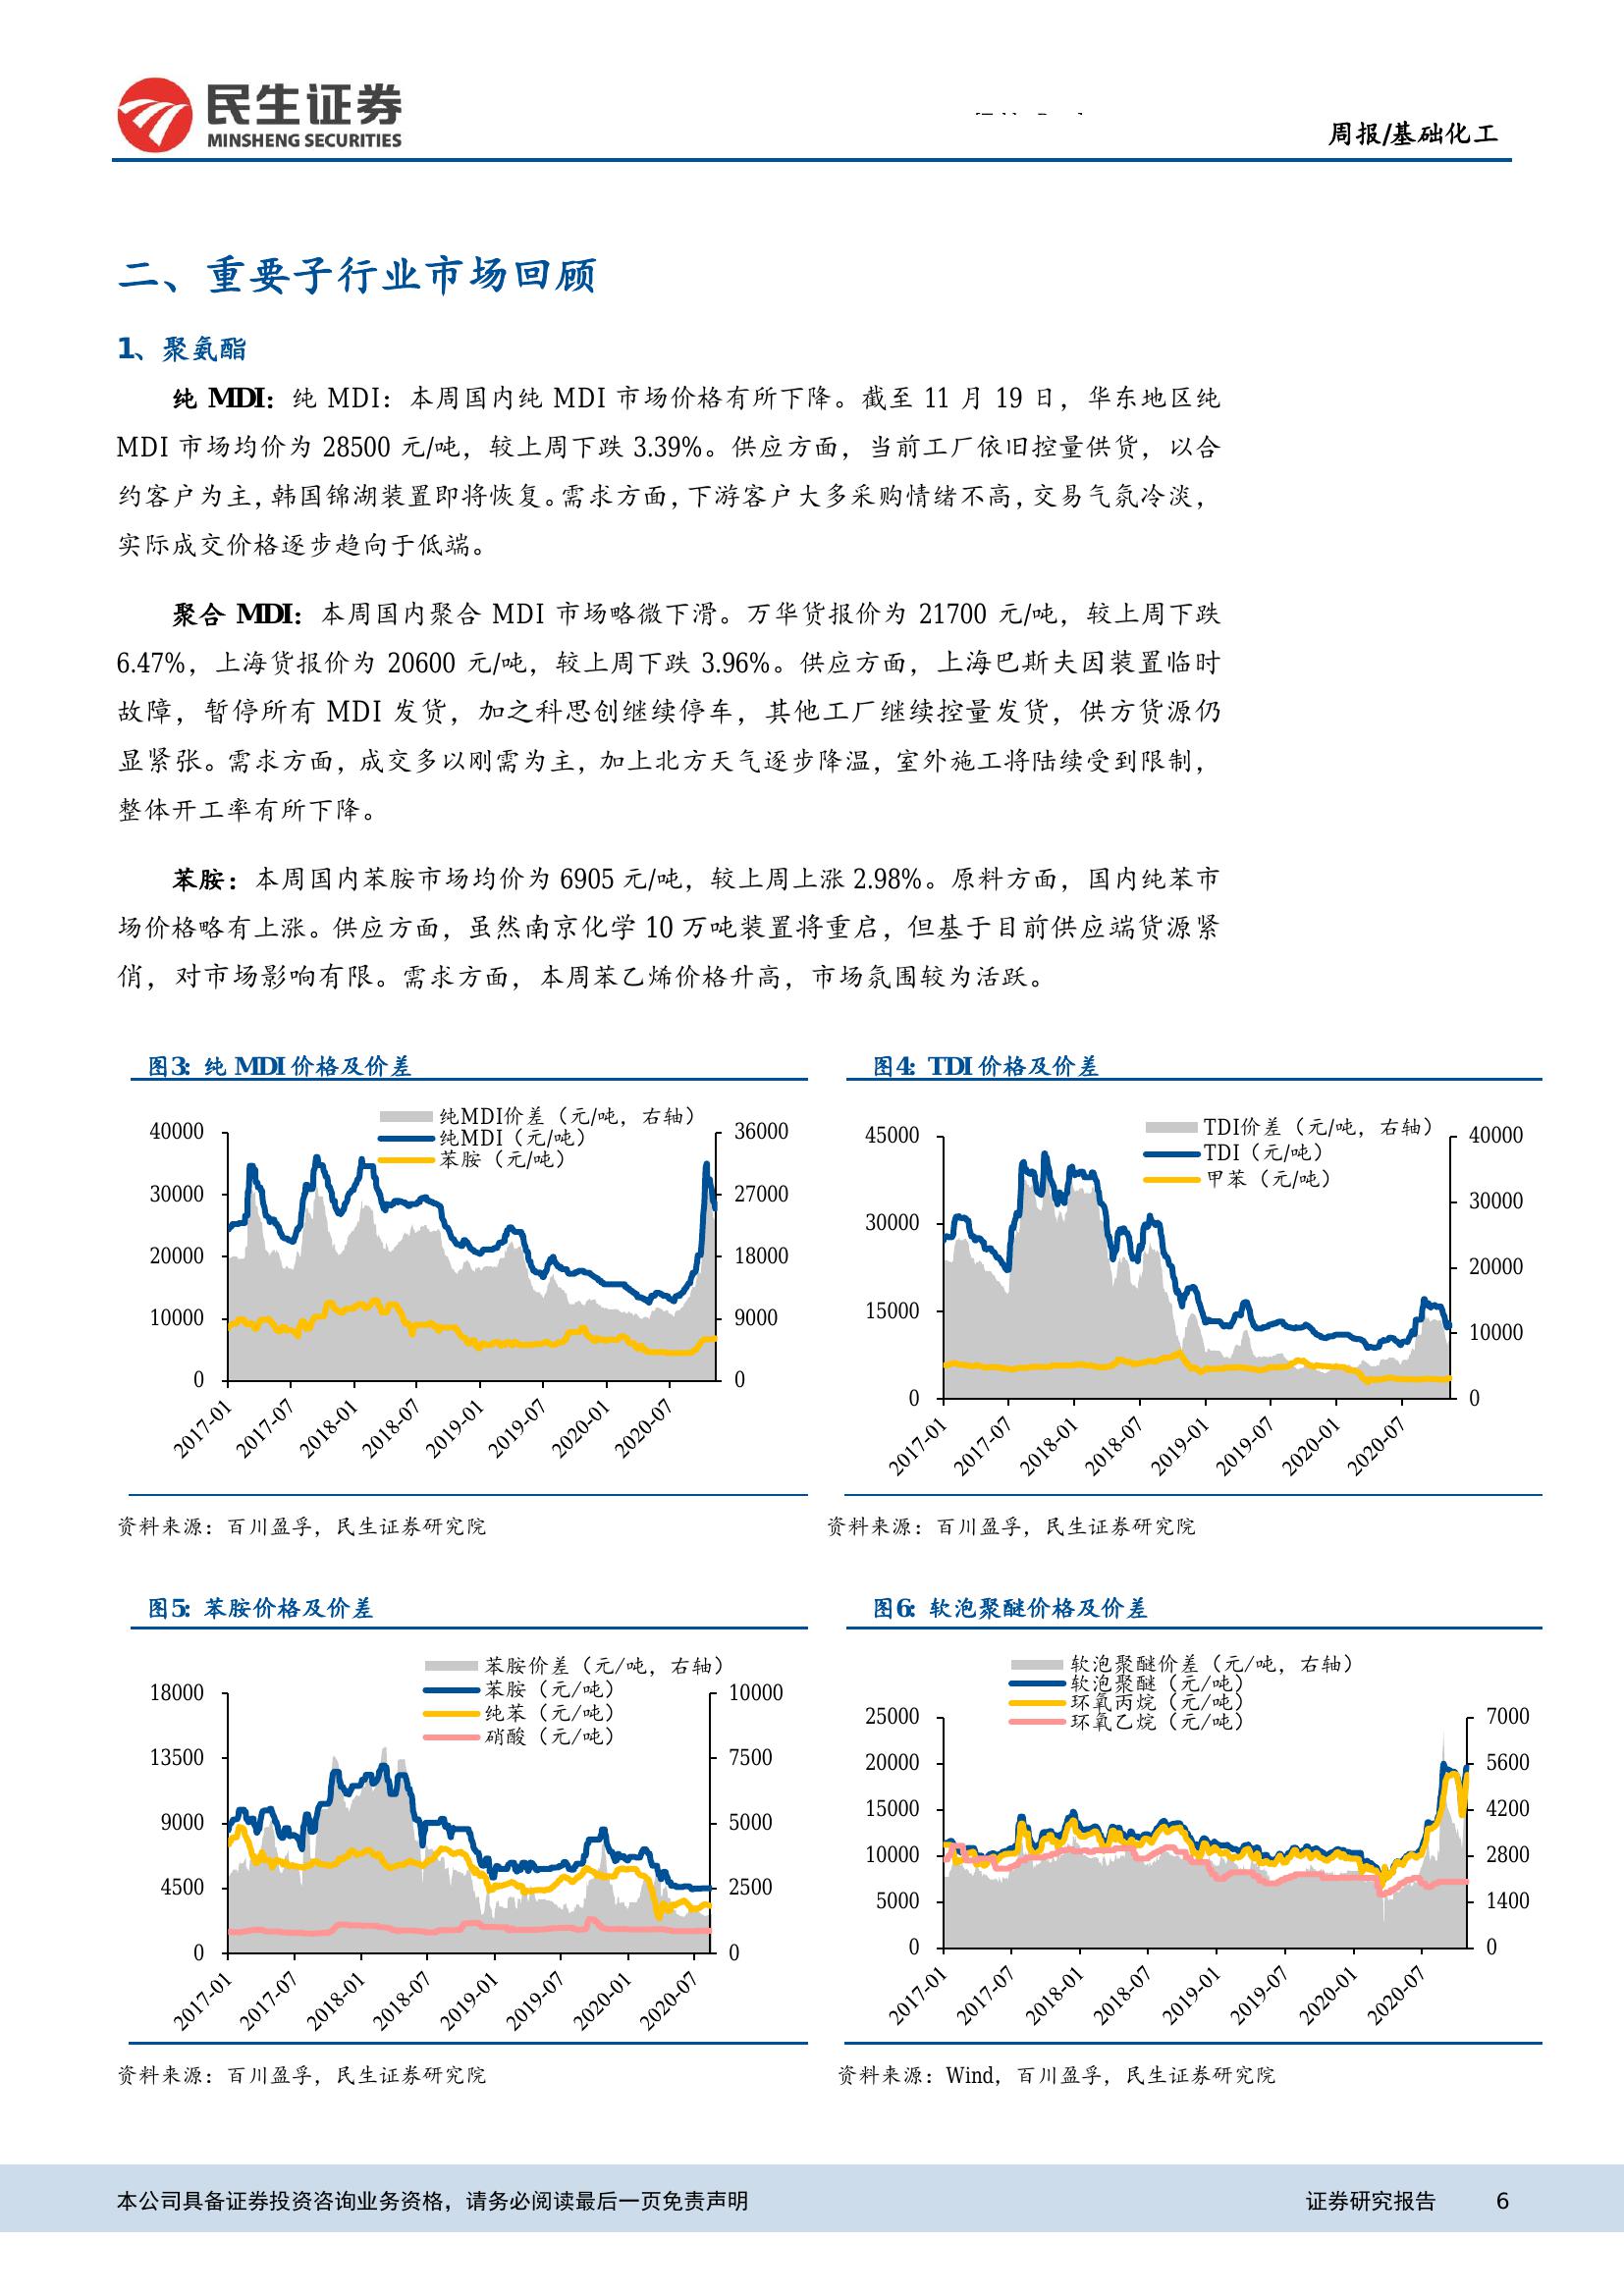 民生证券
MINSHENG SECURITIES
周报/基础化工
二、重要子行业市场回顾
1、聚氨酯
纯 MDI：纯 MDI：本周国内纯 MDI 市场价格有所下降。截至 11 月 19 日，华东地区纯
MDI 市场均价为 28500 元/吨，较上周下跌 3.39%。供应方面，当前工厂依旧控量供货，以合
约客户为主，韩国锦湖装置即将恢复。需求方面，下游客户大多采购情绪不高，交易气氛冷淡，
实际成交价格逐步趋向于低端。
聚合 MDI：本周国内聚合 MDI 市场略微下滑。万华货报价为 21700 元/吨，较上周下跌
6.47%，上海货报价为 20600 元/吨，较上周下跌 3.96%。供应方面，上海巴斯夫因装置临时
故障，暂停所有 MDI 发货，加之科思创继续停车，其他工厂继续控量发货，供方货源仍
显紧张。需求方面，成交多以刚需为主，加上北方天气逐步降温，室外施工将陆续受到限制，
整体开工率有所下降。
苯胺：本周国内苯胺市场均价为 6905 元/吨，较上周上涨 2.98%。原料方面，国内纯苯市
场价格略有上涨。供应方面，虽然南京化学 10 万吨装置将重启，但基于目前供应端货源紧
俏，对市场影响有限。需求方面，本周苯乙烯价格升高，市场氛围较为活跃。
图3：纯 MDI 价格及价差
纯MDI价差（元/吨，右轴）
纯MDI（元/吨）
苯胺（元/吨）
40000
30000
20000
10000
0
36000
27000
18000
9000
0
2017-01 2017-07 2018-01 2018-07 2019-01 2019-07 2020-01 2020-07
资料来源：百川盈孚，民生证券研究院
图4：TDI 价格及价差
TDI价差（元/吨，右轴）
TDI（元/吨）
甲苯（元/吨）
45000
30000
15000
0
40000
30000
20000
10000
0
2017-01 2017-07 2018-01 2018-07 2019-01 2019-07 2020-01 2020-07
资料来源：百川盈孚，民生证券研究院
图5：苯胺价格及价差
苯胺价差（元/吨，右轴）
苯胺（元/吨）
纯苯（元/吨）
硝酸（元/吨）
18000
13500
9000
4500
0
10000
7500
5000
2500
0
2017-01 2017-07 2018-01 2018-07 2019-01 2019-07 2020-01 2020-07
资料来源：百川盈孚，民生证券研究院
图6：软泡聚醚价格及价差
软泡聚醚价差（元/吨，右轴）
软泡聚醚（元/吨）
环氧丙烷（元/吨）
环氧乙烷（元/吨）
25000
20000
15000
10000
5000
0
7000
5600
4200
2800
1400
0
2017-01 2017-07 2018-01 2018-07 2019-01 2019-07 2020-01 2020-07
资料来源：Wind，百川盈孚，民生证券研究院
本公司具备证券投资咨询业务资格，请务必阅读最后一页免责声明
证券研究报告 6